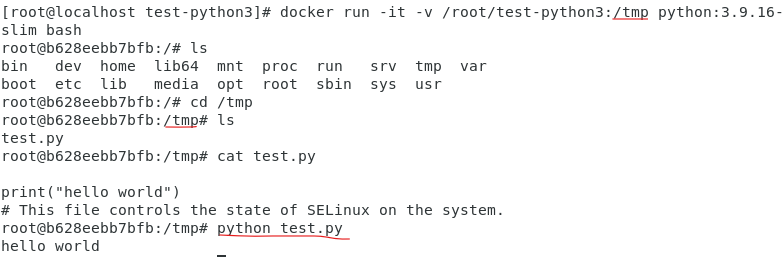 [root@localhost test-python3]# docker run -it -v /root/test-python3:/tmp python:3.9.16-
slim bash
root@b628eebb7bfb:/# ls
bin   dev  home  lib64  mnt  proc  run   srv  tmp  var
boot  etc  lib   media  opt  root  sbin  sys  usr
root@b628eebb7bfb:/# cd /tmp
root@b628eebb7bfb:/tmp# ls
test.py
root@b628eebb7bfb:/tmp# cat test.py
print("hello world")
# This file controls the state of SELinux on the system.
root@b628eebb7bfb:/tmp# python test.py
hello world